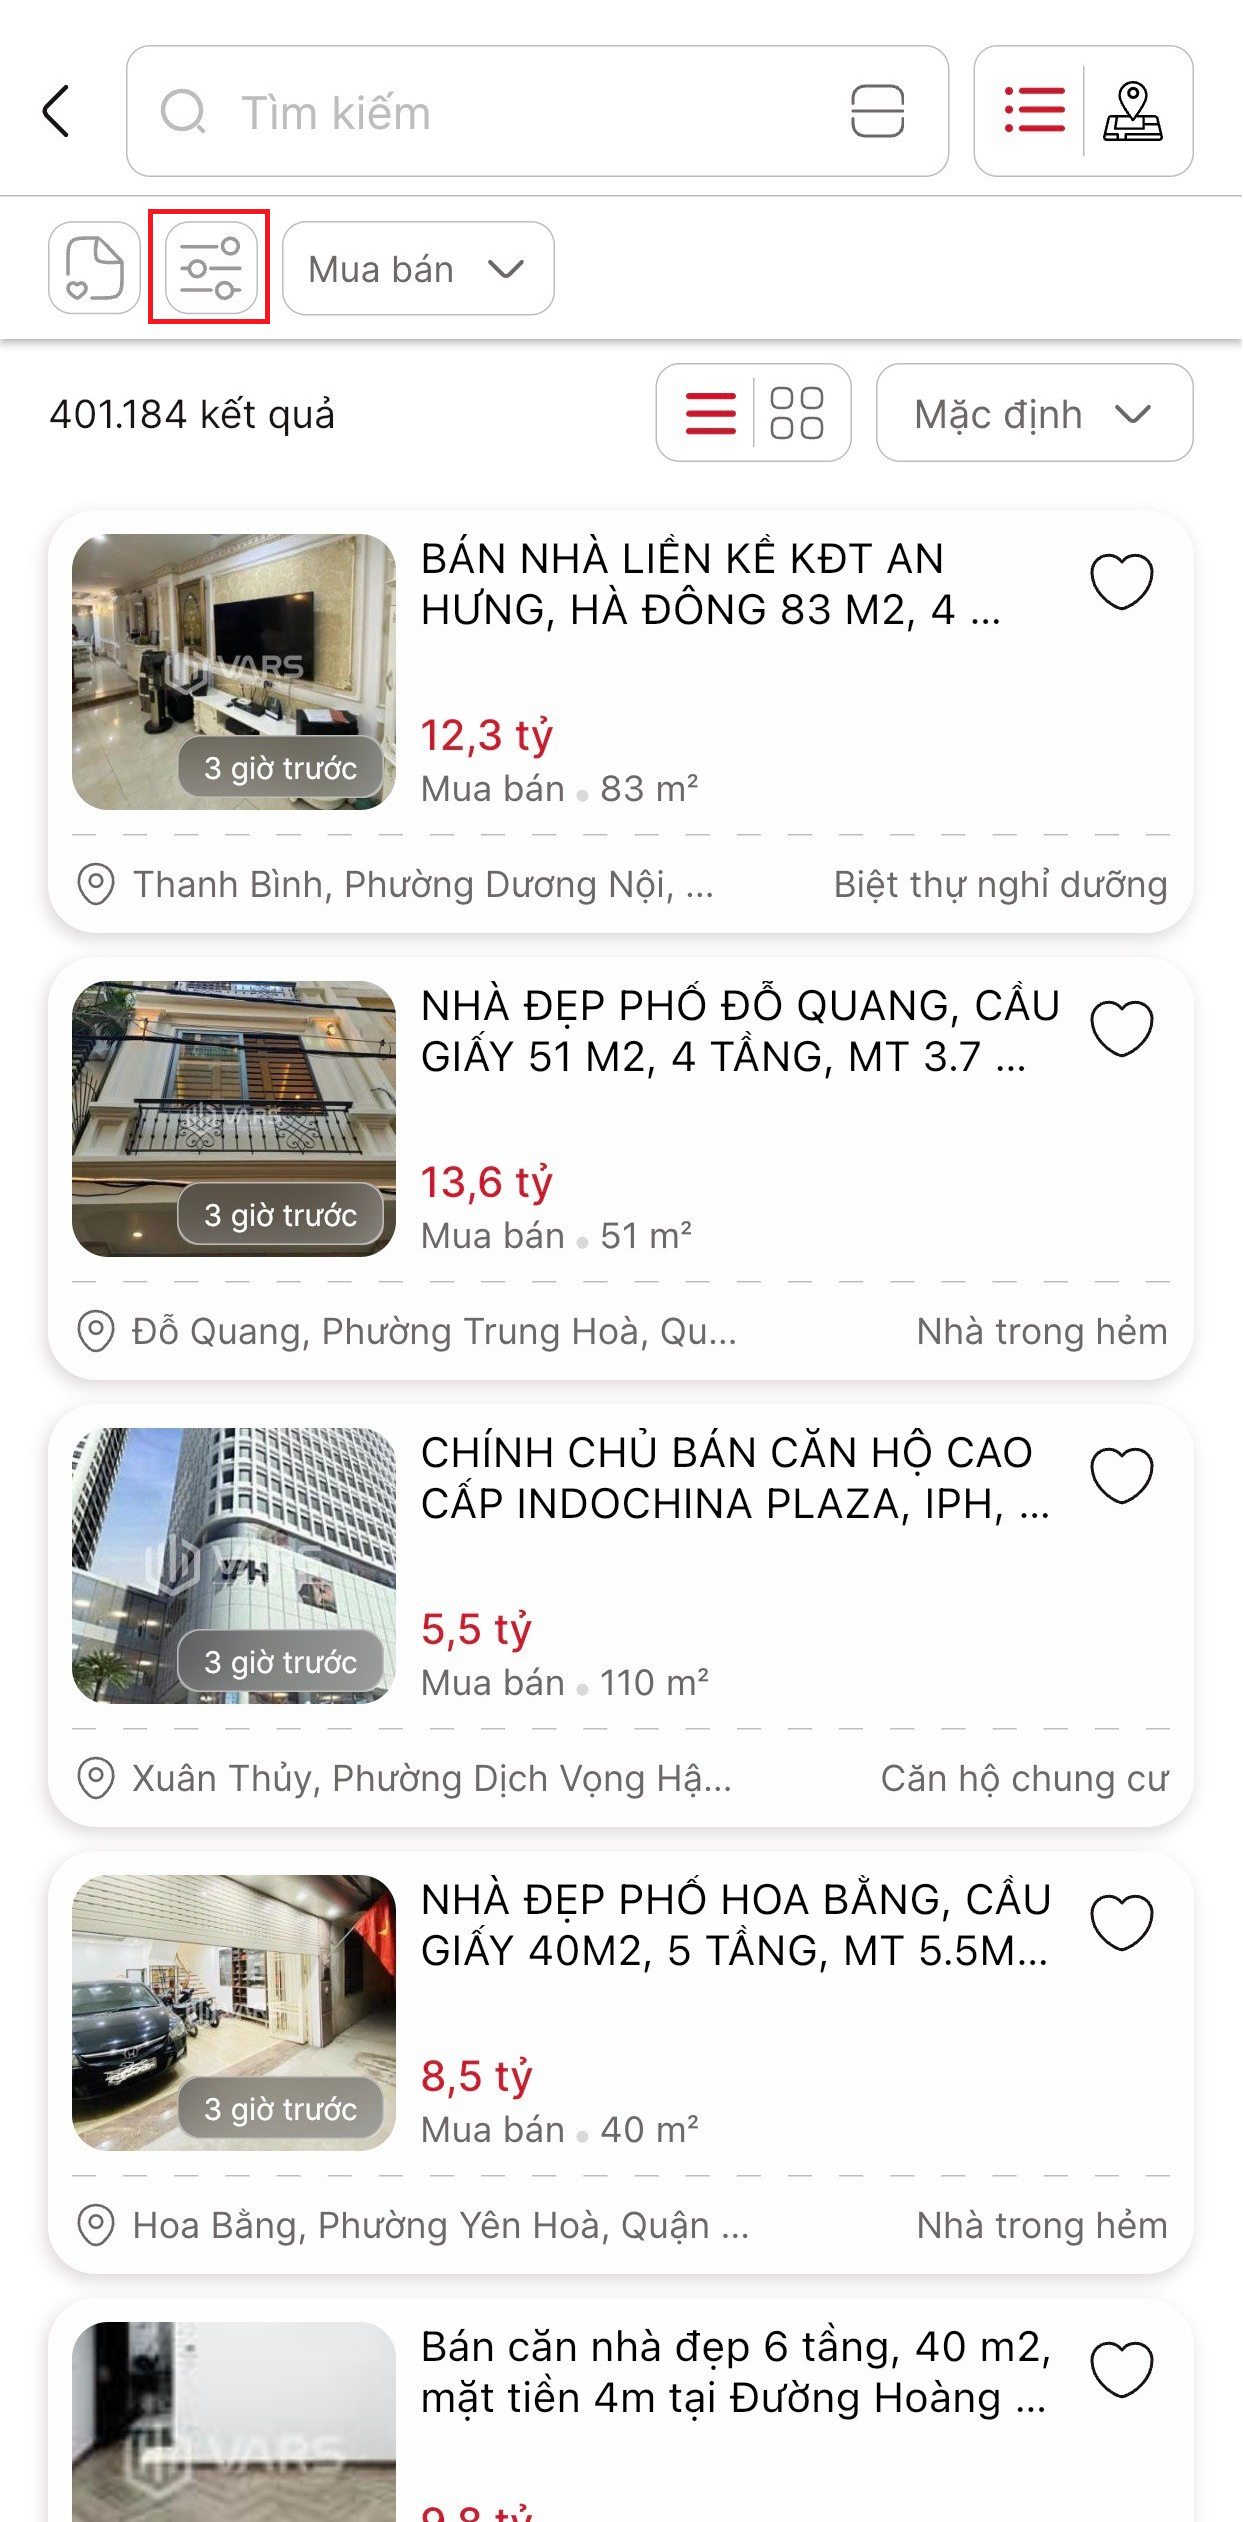 Tìm kiếm
Mua bán
401.184 kết quả
Mặc định
BÁN NHÀ LIỀN KỀ KĐT AN
HƯNG, HÀ ĐÔNG 83 M2, 4 ...
VARS
3 giờ trước
12,3 tỷ
Mua bán 83 m²
Thanh Bình, Phường Dương Nội, ...
Biệt thự nghỉ dưỡng
NHÀ ĐẸP PHỐ ĐỖ QUANG, CẦU
GIẤY 51 M2, 4 TẦNG, MT 3.7 ...
VARS
3 giờ trước
13,6 tỷ
Mua bán 51 m²
Đỗ Quang, Phường Trung Hoà, Qu...
Nhà trong hẻm
CHÍNH CHỦ BÁN CĂN HỘ CAO
CẤP INDOCHINA PLAZA, IPH, ...
VARS
IPH
3 giờ trước
5,5 tỷ
Mua bán 110 m²
Xuân Thủy, Phường Dịch Vọng Hậ...
Căn hộ chung cư
NHÀ ĐẸP PHỐ HOA BẰNG, CẦU
GIẤY 40M2, 5 TẦNG, MT 5.5M...
VARS
3 giờ trước
8,5 tỷ
Mua bán 40 m²
Hoa Bằng, Phường Yên Hoà, Quận ...
Nhà trong hẻm
Bán căn nhà đẹp 6 tầng, 40 m2,
mặt tiền 4m tại Đường Hoàng ...
VARS
9,8 tỷ